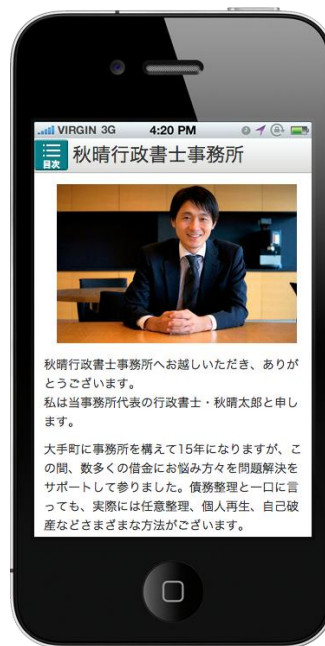 VIRGIN 3G 4:20 PM
目次
秋晴行政書士事務所
秋晴行政書士事務所へお越しいただき、ありが
とうございます。
私は当事務所代表の行政書士・秋晴太郎と申し
ます。
大手町に事務所を構えて15年になりますが、こ
の間、数多くの借金にお悩み方々を問題解決を
サポートして参りました。債務整理と一口に言
っても、実際には任意整理、個人再生、自己破
産などさまざまな方法がございます。